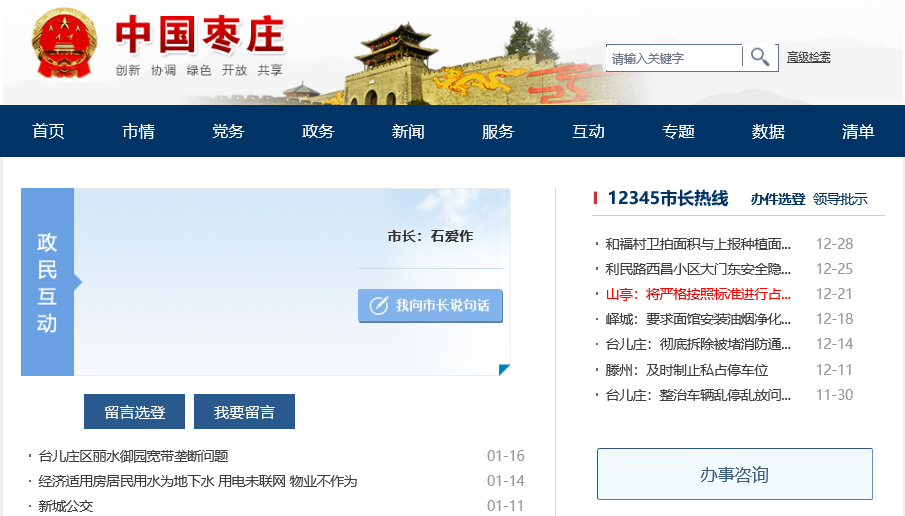 中国枣庄
创新 协调 绿色 开放 共享
请输入关键字
高级检索
首页 市情 党务 政务 新闻 服务 互动 专题 数据 清单
政民互动
市长：石爱作
我向市长说句话
留言选登 我要留言
· 台儿庄区丽水御园宽带垄断问题 01-16
· 经济适用房居民用水为地下水 用电未联网 物业不作为 01-14
· 新城公交 01-11
12345市长热线 办件选登 领导批示
· 和福村卫拍面积与上报种植面... 12-28
· 利民路西昌小区大门东安全隐... 12-25
· 山亭：将严格按照标准进行占... 12-21
· 峄城：要求面馆安装油烟净化... 12-18
· 台儿庄：彻底拆除被堵消防通... 12-14
· 滕州：及时制止私占停车位 12-11
· 台儿庄：整治车辆乱停乱放问... 11-30
办事咨询